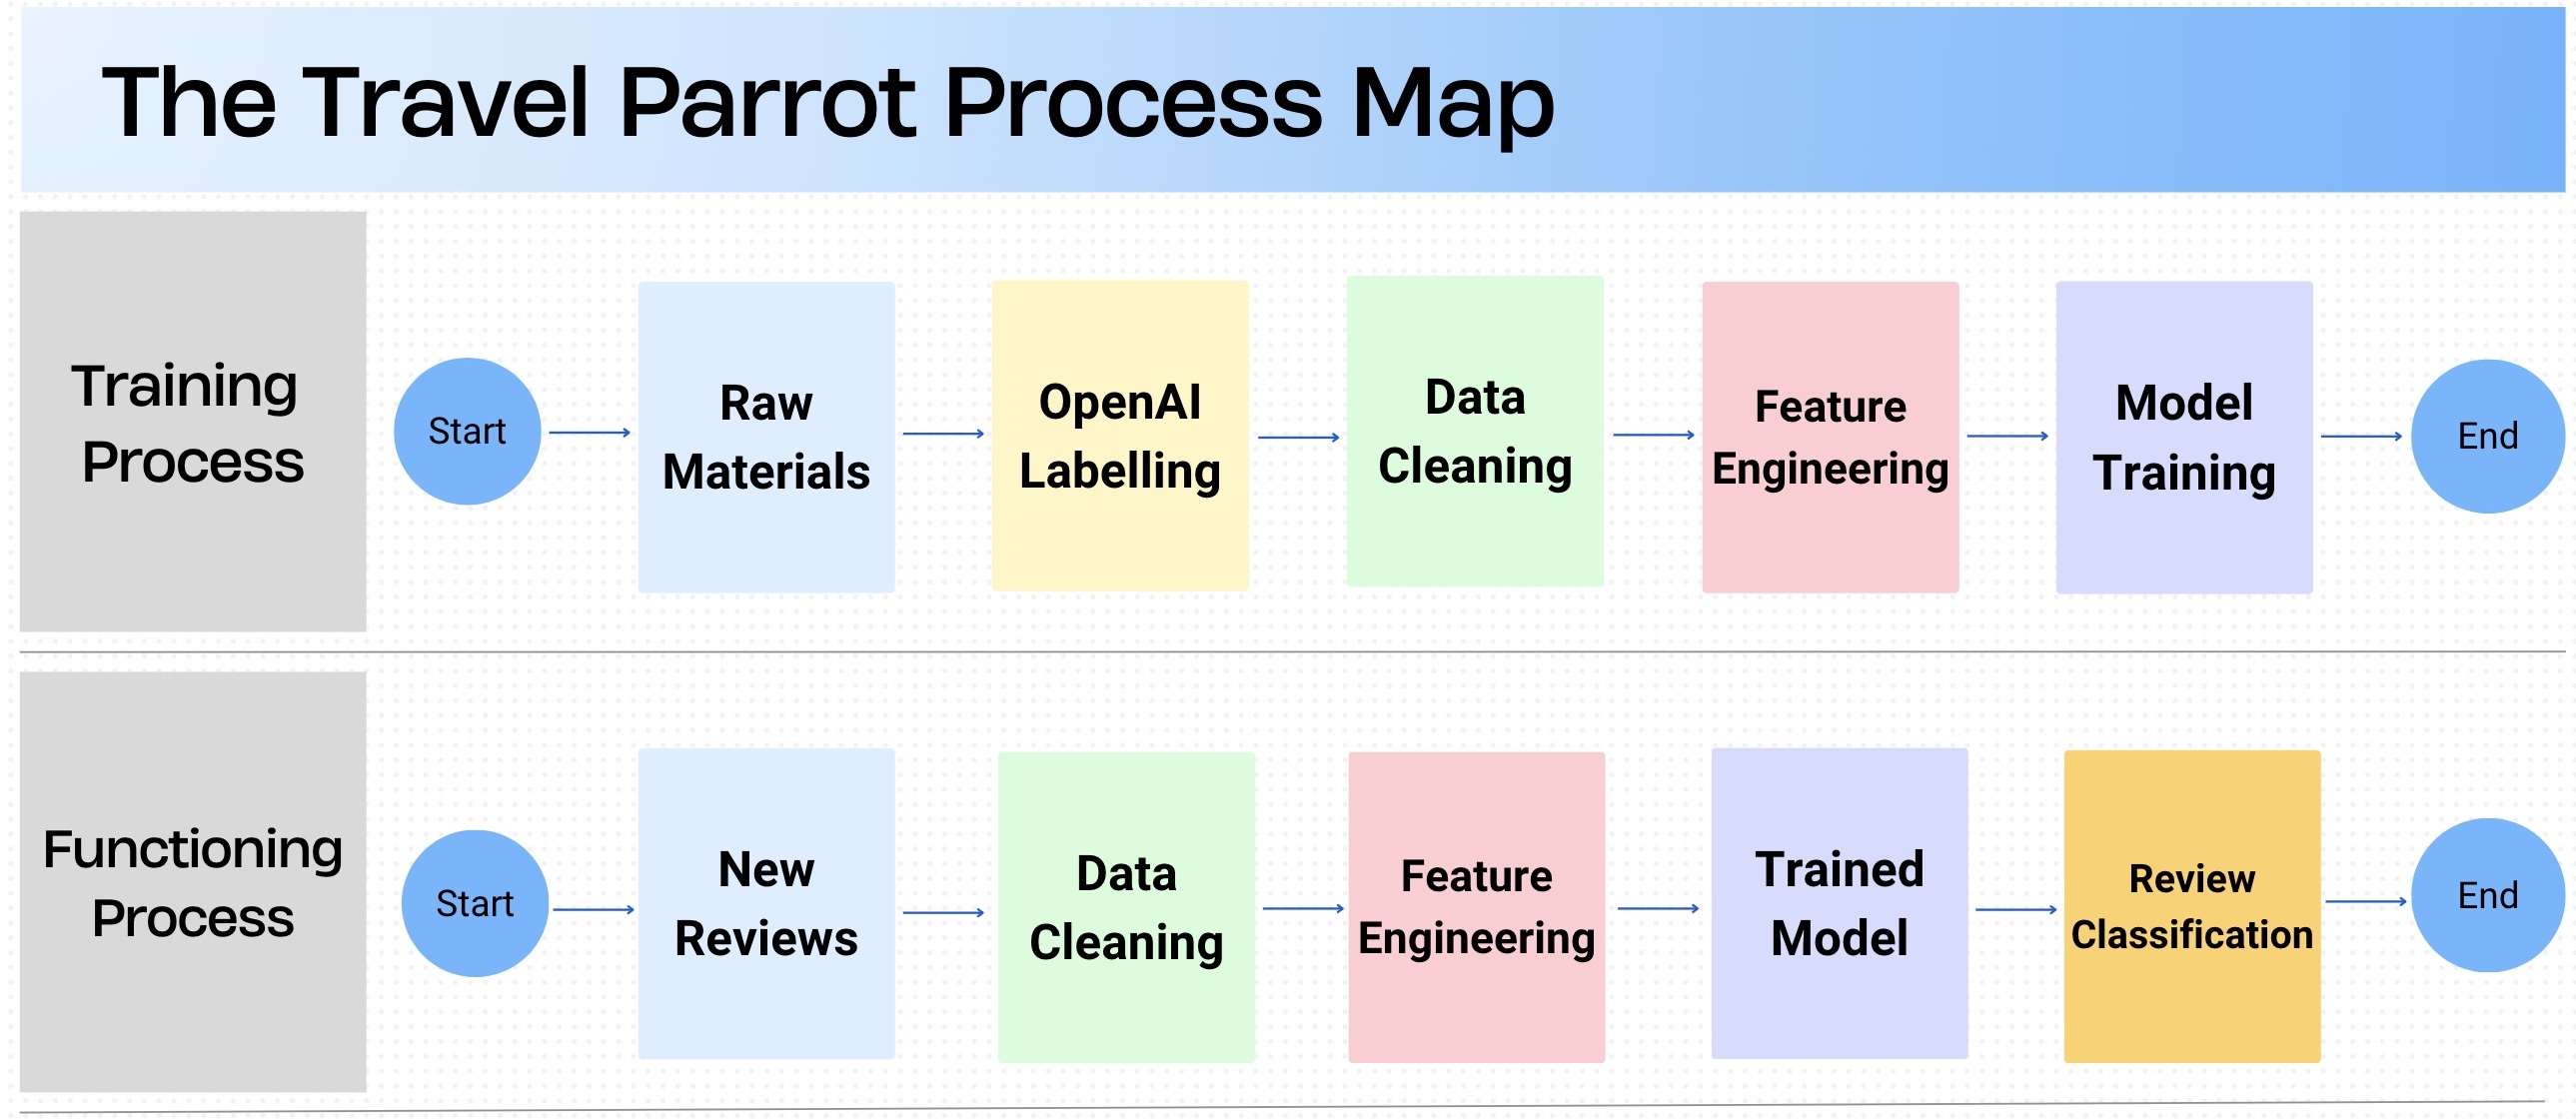 The Travel Parrot Process Map
Training
Process
Start
Raw
Materials
OpenAI
Labelling
Data
Cleaning
Feature
Engineering
Model
Training
End
Functioning
Process
Start
New
Reviews
Data
Cleaning
Feature
Engineering
Trained
Model
Review
Classification
End